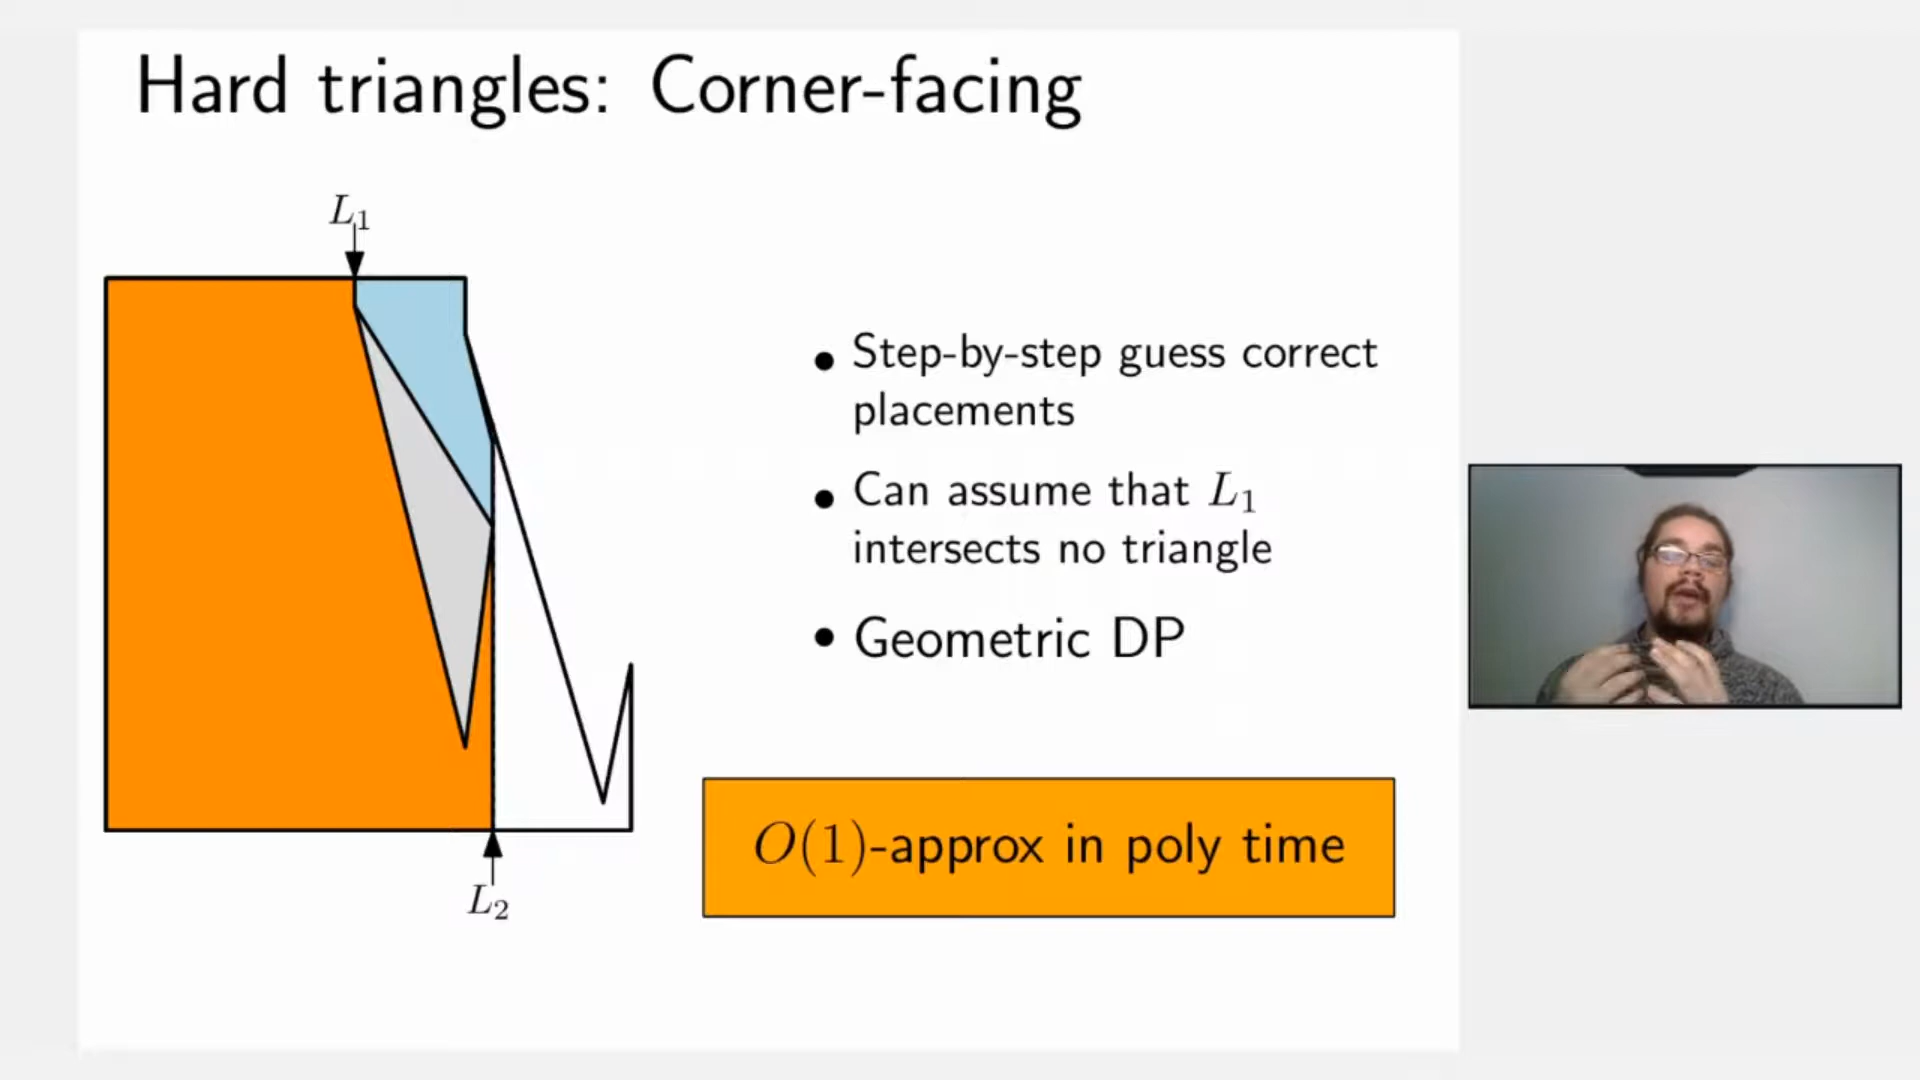 Hard triangles: Corner-facing
L₁
• Step-by-step guess correct
placements
• Can assume that L₁
intersects no triangle
• Geometric DP
O(1)-approx in poly time
L₂